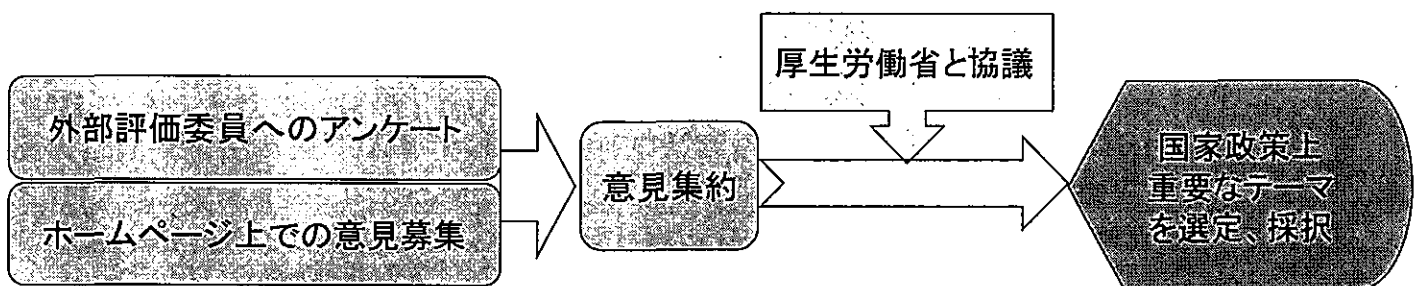 厚生労働省と協議
外部評価委員へのアンケート
ホームページ上での意見募集
意見集約
国家政策上
重要なテーマ
を選定、採択